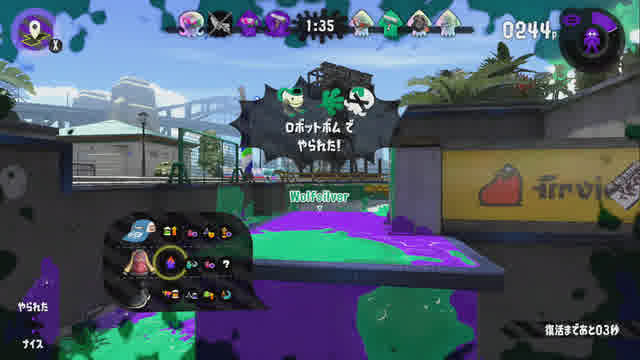 X
1:35
0244p
ロボットボム で
やられた!
Wolfsilver
?
やられた
ナイス
復活まであと0.3秒